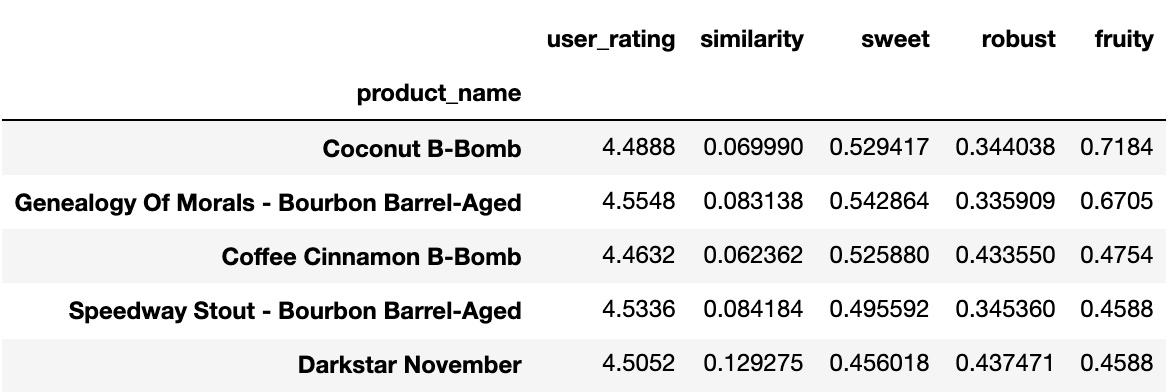 user_rating similarity sweet robust fruity
product_name
Coconut B-Bomb 4.4888 0.069990 0.529417 0.344038 0.7184
Genealogy Of Morals - Bourbon Barrel-Aged 4.5548 0.083138 0.542864 0.335909 0.6705
Coffee Cinnamon B-Bomb 4.4632 0.062362 0.525880 0.433550 0.4754
Speedway Stout - Bourbon Barrel-Aged 4.5336 0.084184 0.495592 0.345360 0.4588
Darkstar November 4.5052 0.129275 0.456018 0.437471 0.4588